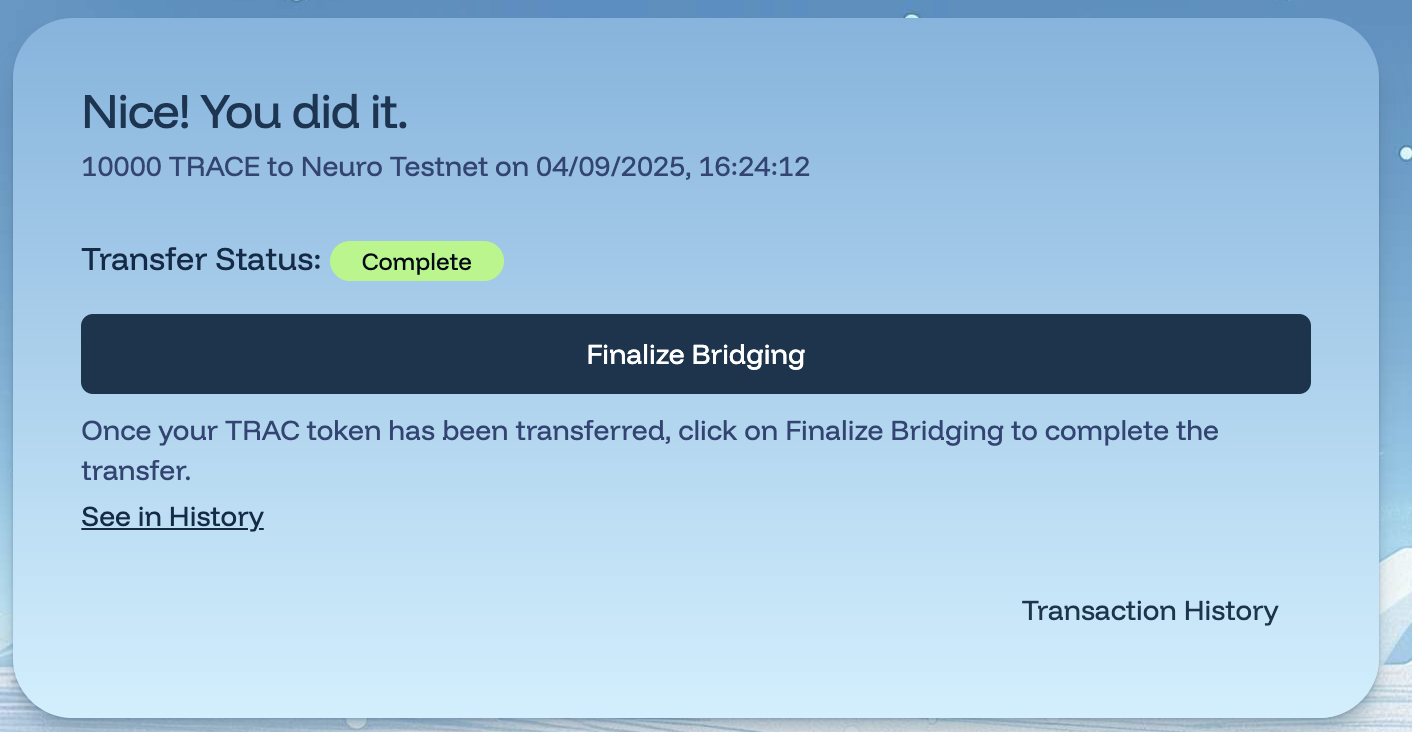 Nice! You did it.
10000 TRACE to Neuro Testnet on 04/09/2025, 16:24:12
Transfer Status: Complete
Finalize Bridging
Once your TRAC token has been transferred, click on Finalize Bridging to complete the
transfer.
See in History
Transaction History